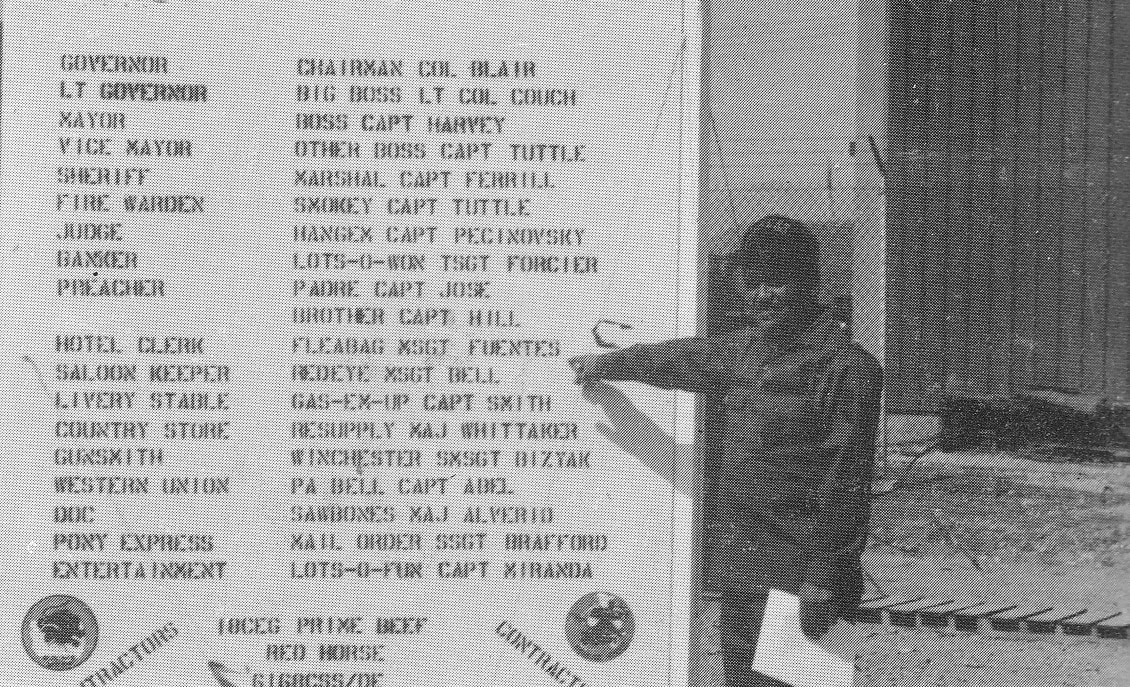 GOVERNOR CHAIRMAN COL BLAIR
LT GOVERNOR BIG BOSS LT COL COUCH
MAYOR BOSS CAPT HARVEY
VICE MAYOR OTHER BOSS CAPT TUTTLE
SHERIFF MARSHAL CAPT FERRILL
FIRE WARDEN SMOKEY CAPT TUTTLE
JUDGE HANGEM CAPT PECINOVSKY
BANKER LOTS-O-WON TSGT FORCIER
PREACHER PADRE CAPT JOSE
BROTHER CAPT HILL
HOTEL CLERK FLEABAG MSGT FUENTES
SALOON KEEPER REDEYE MSGT BELL
LIVERY STABLE GAS-EM-UP CAPT SMITH
COUNTRY STORE RESUPPLY MAJ WHITTAKER
GUNSMITH WINCHESTER SMSGT BIZYAK
WESTERN UNION PA BELL CAPT ABEL
DOC SAWBONES MAJ ALVERIO
PONY EXPRESS MAIL ORDER SSGT BRAFFORD
ENTERTAINMENT LOTS-O-FUN CAPT MIRANDA
18CEG PRIME BEEF
RED HORSE